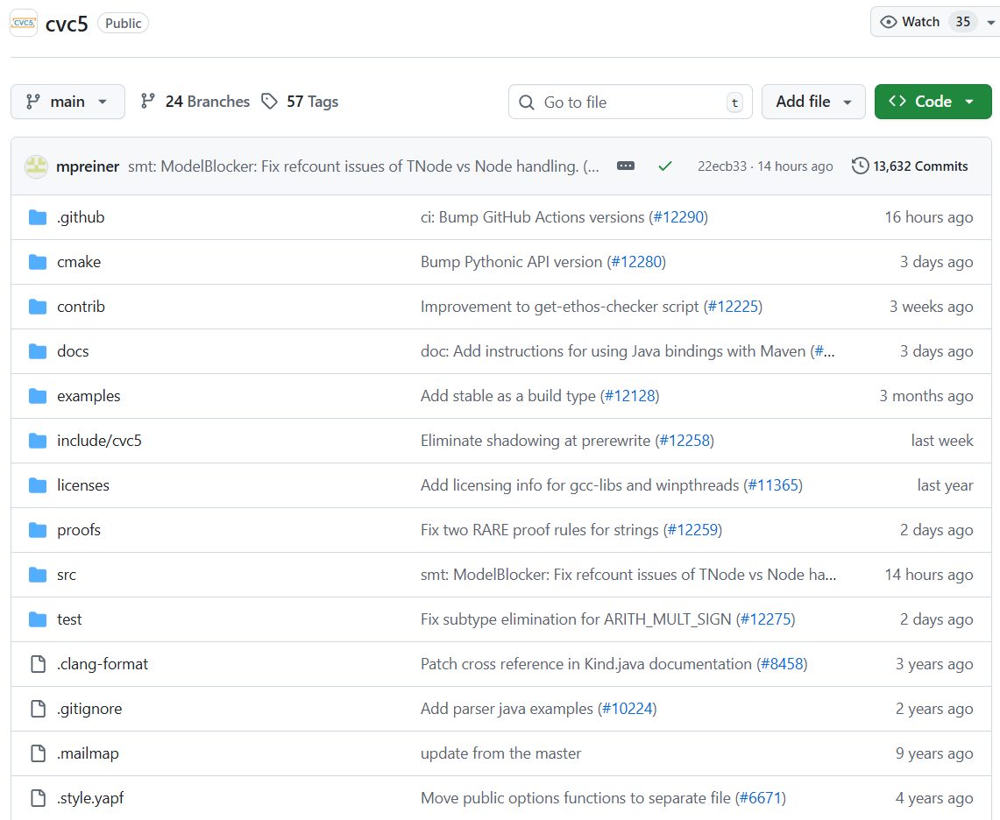 CVC5 cvc5 Public Watch 35
main 24 Branches 57 Tags Go to file t Add file Code
mpreiner smt: ModelBlocker: Fix refcount issues of TNode vs Node handling. (... 22ecb33 · 14 hours ago 13,632 Commits
.github ci: Bump GitHub Actions versions (#12290) 16 hours ago
cmake Bump Pythonic API version (#12280) 3 days ago
contrib Improvement to get-ethos-checker script (#12225) 3 weeks ago
docs doc: Add instructions for using Java bindings with Maven (#... 3 days ago
examples Add stable as a build type (#12128) 3 months ago
include/cvc5 Eliminate shadowing at prerewrite (#12258) last week
licenses Add licensing info for gcc-libs and winpthreads (#11365) last year
proofs Fix two RARE proof rules for strings (#12259) 2 days ago
src smt: ModelBlocker: Fix refcount issues of TNode vs Node ha... 14 hours ago
test Fix subtype elimination for ARITH_MULT_SIGN (#12275) 2 days ago
.clang-format Patch cross reference in Kind.java documentation (#8458) 3 years ago
.gitignore Add parser java examples (#10224) 2 years ago
.mailmap update from the master 9 years ago
.style.yapf Move public options functions to separate file (#6671) 4 years ago